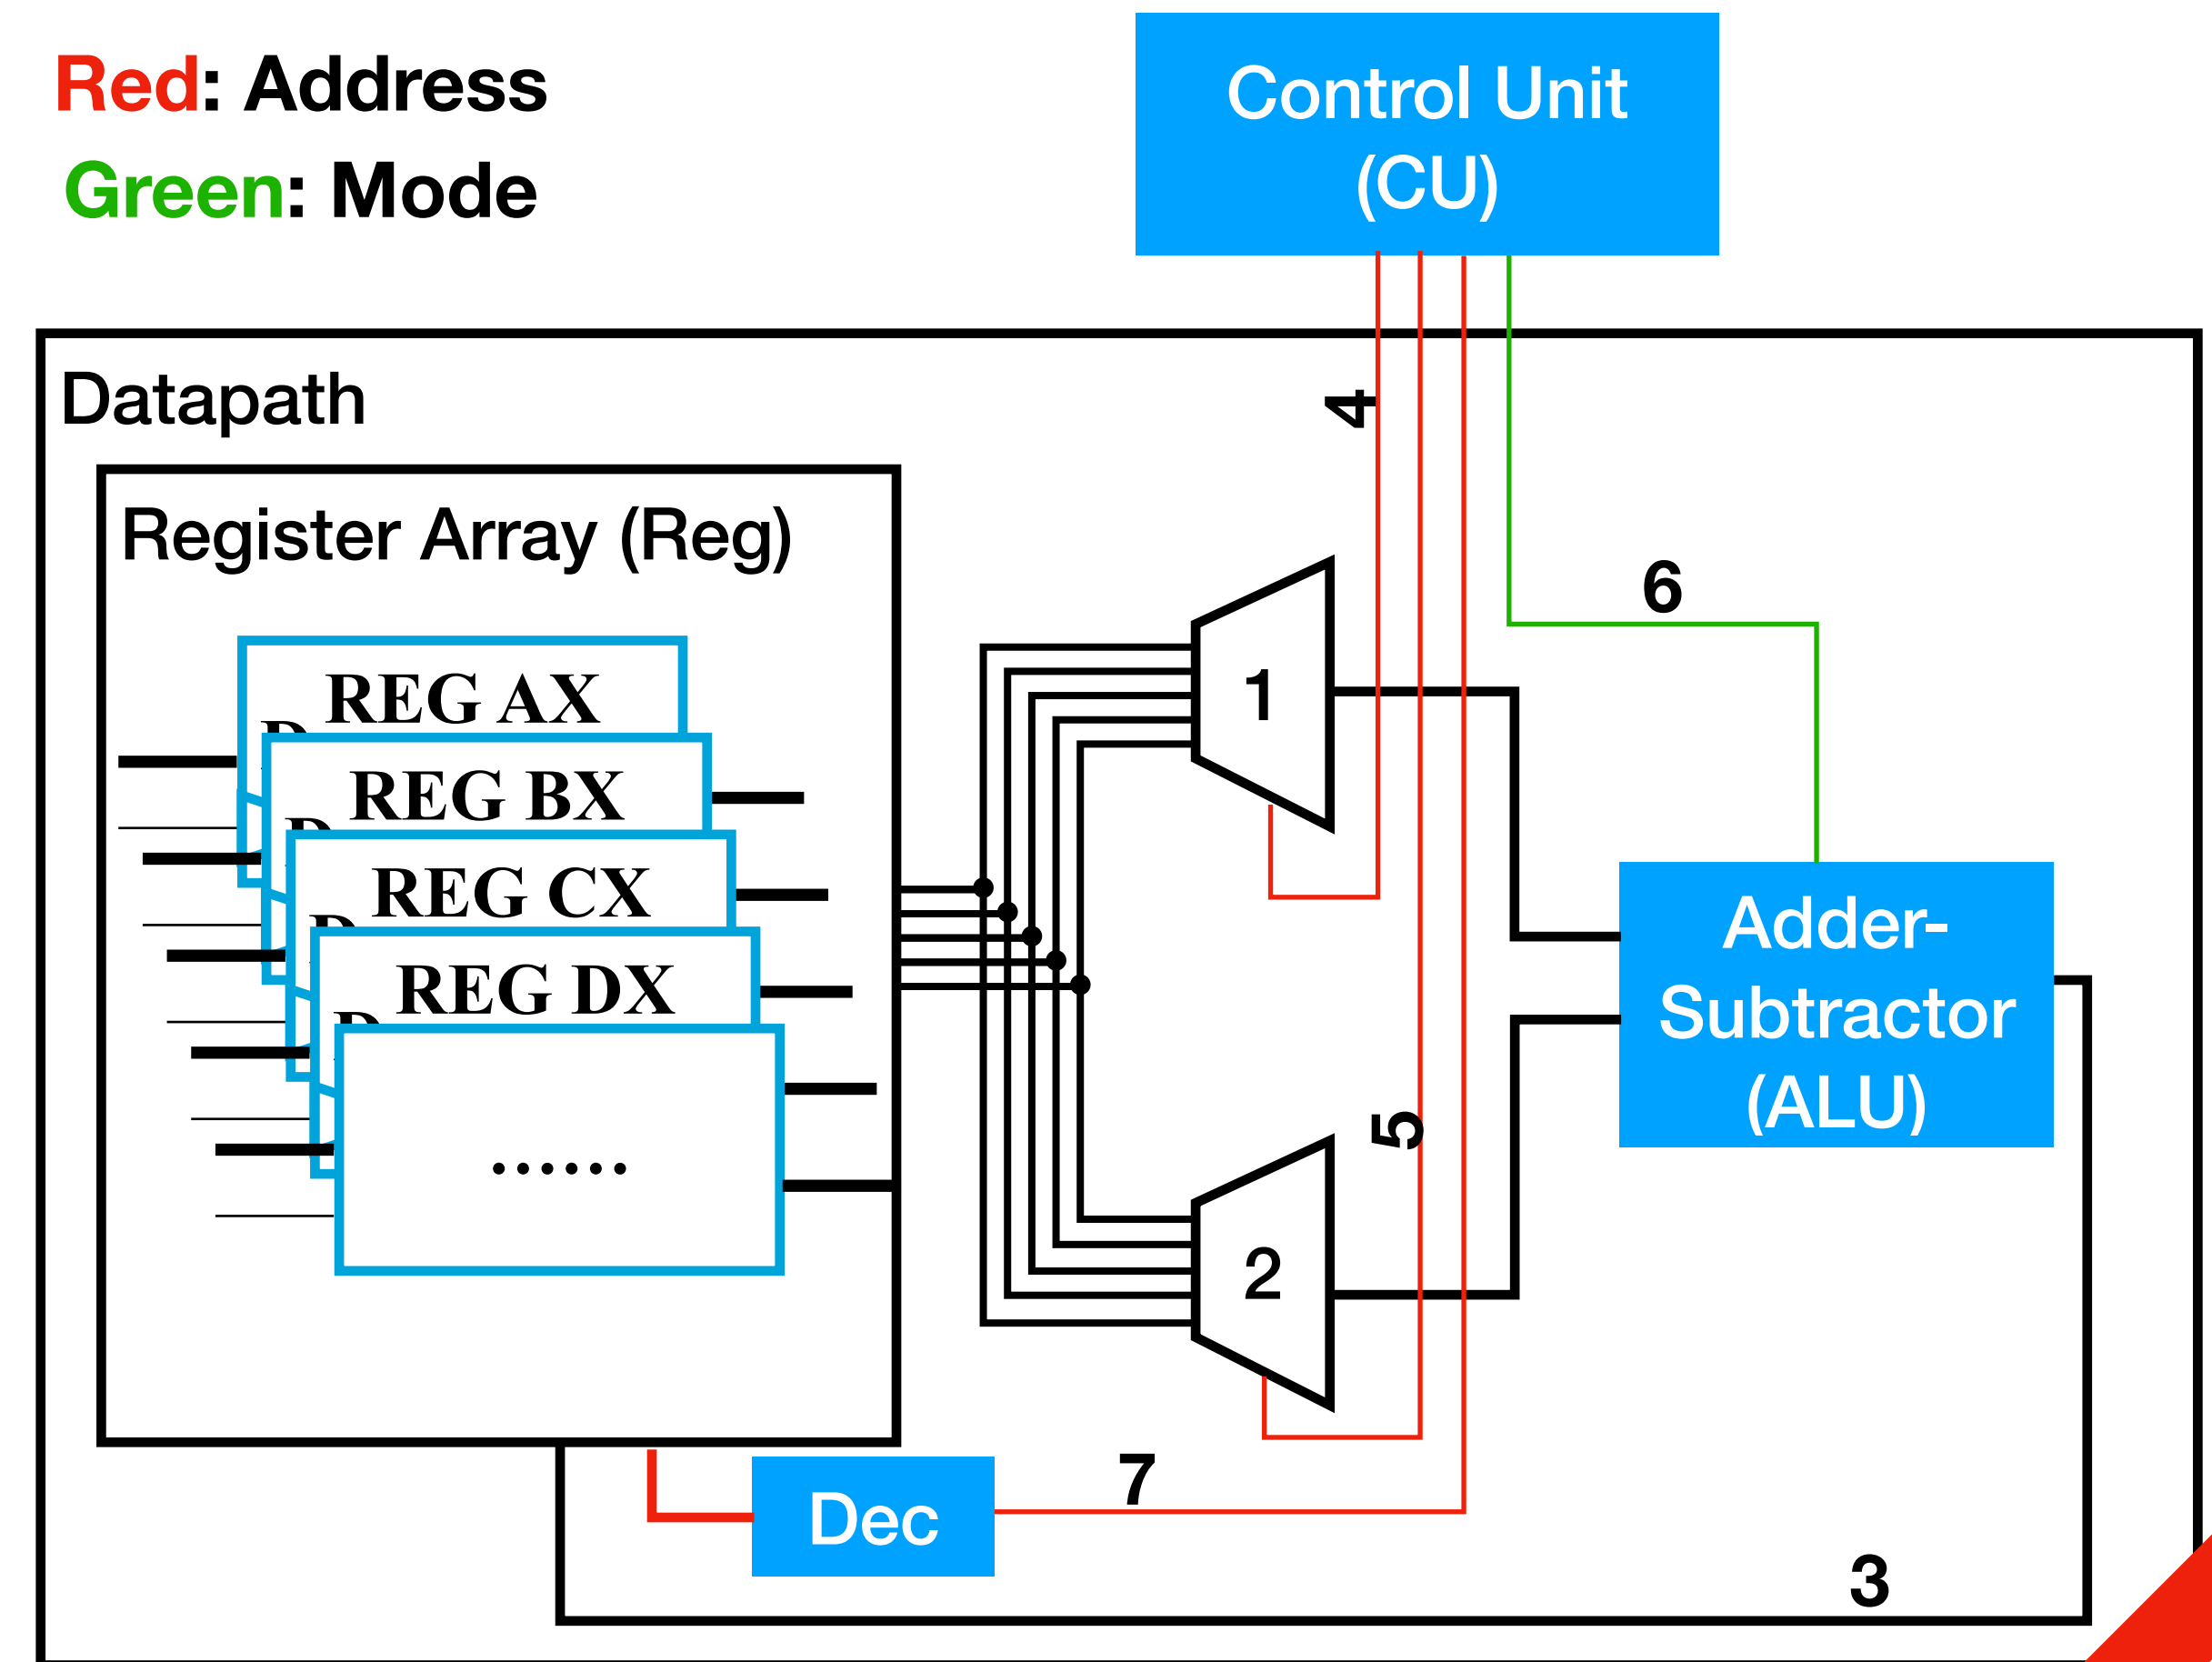 Red: Address
Green: Mode
Control Unit
(CU)
Datapath
4
Register Array (Reg)
6
REG AX
1
D
REG BX
D
REG CX
D
REG DX
D
Adder-
Subtractor
(ALU)
5
......
2
7
Dec
3